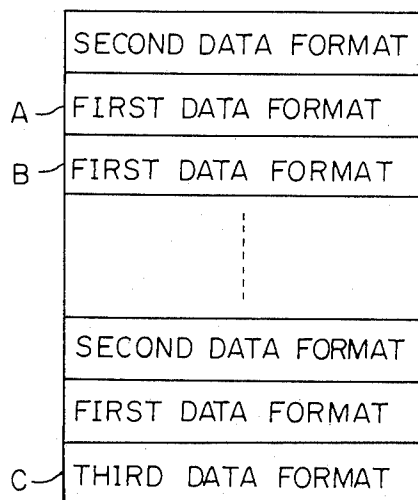 SECOND DATA FORMAT
A FIRST DATA FORMAT
B FIRST DATA FORMAT
SECOND DATA FORMAT
FIRST DATA FORMAT
C THIRD DATA FORMAT